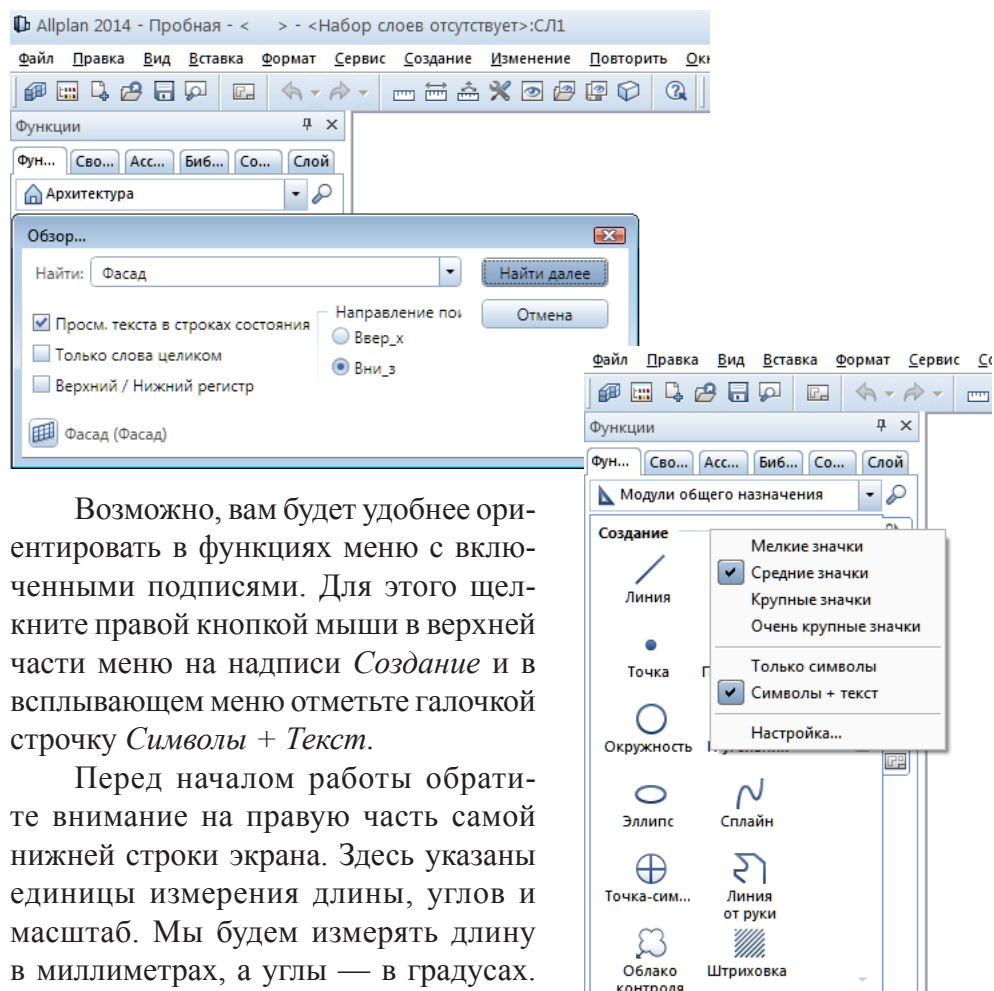 Allplan 2014 - Пробная - < > - <Набор слоев отсутствует>:СЛ1
Файл Правка Вид Вставка Формат Сервис Создание Изменение Повторить
Функции
Фун... Сво... Асс... Биб... Со... Слой
Архитектура
Обзор...
Найти: Фасад
Найти далее
Просм. текста в строках состояния
Только слова целиком
Верхний / Нижний регистр
Направление
Ввер_х
Вни_з
Отмена
Фасад (Фасад)
Возможно, вам будет удобнее ори-
ентировать в функциях меню с вклю-
ченными подписями. Для этого щел-
кните правой кнопкой мыши в верхней
части меню на надписи Создание и в
всплывающем меню отметьте галочкой
строчку Символы + Текст.
Перед началом работы обрати-
те внимание на правую часть самой
нижней строки экрана. Здесь указаны
единицы измерения длины, углов и
масштаб. Мы будем измерять длину
в миллиметрах, а углы — в градусах.
Файл Правка Вид Вставка Формат Сервис
Функции
Фун... Сво... Асс... Биб... Со... Слой
Модули общего назначения
Создание
Линия
Точка
Окружность
Эллипс Сплайн
Точка-сим... Линия
от руки
Облако Штриховка
контроля
Мелкие значки
Средние значки
Крупные значки
Очень крупные значки
Только символы
Символы + текст
Настройка...